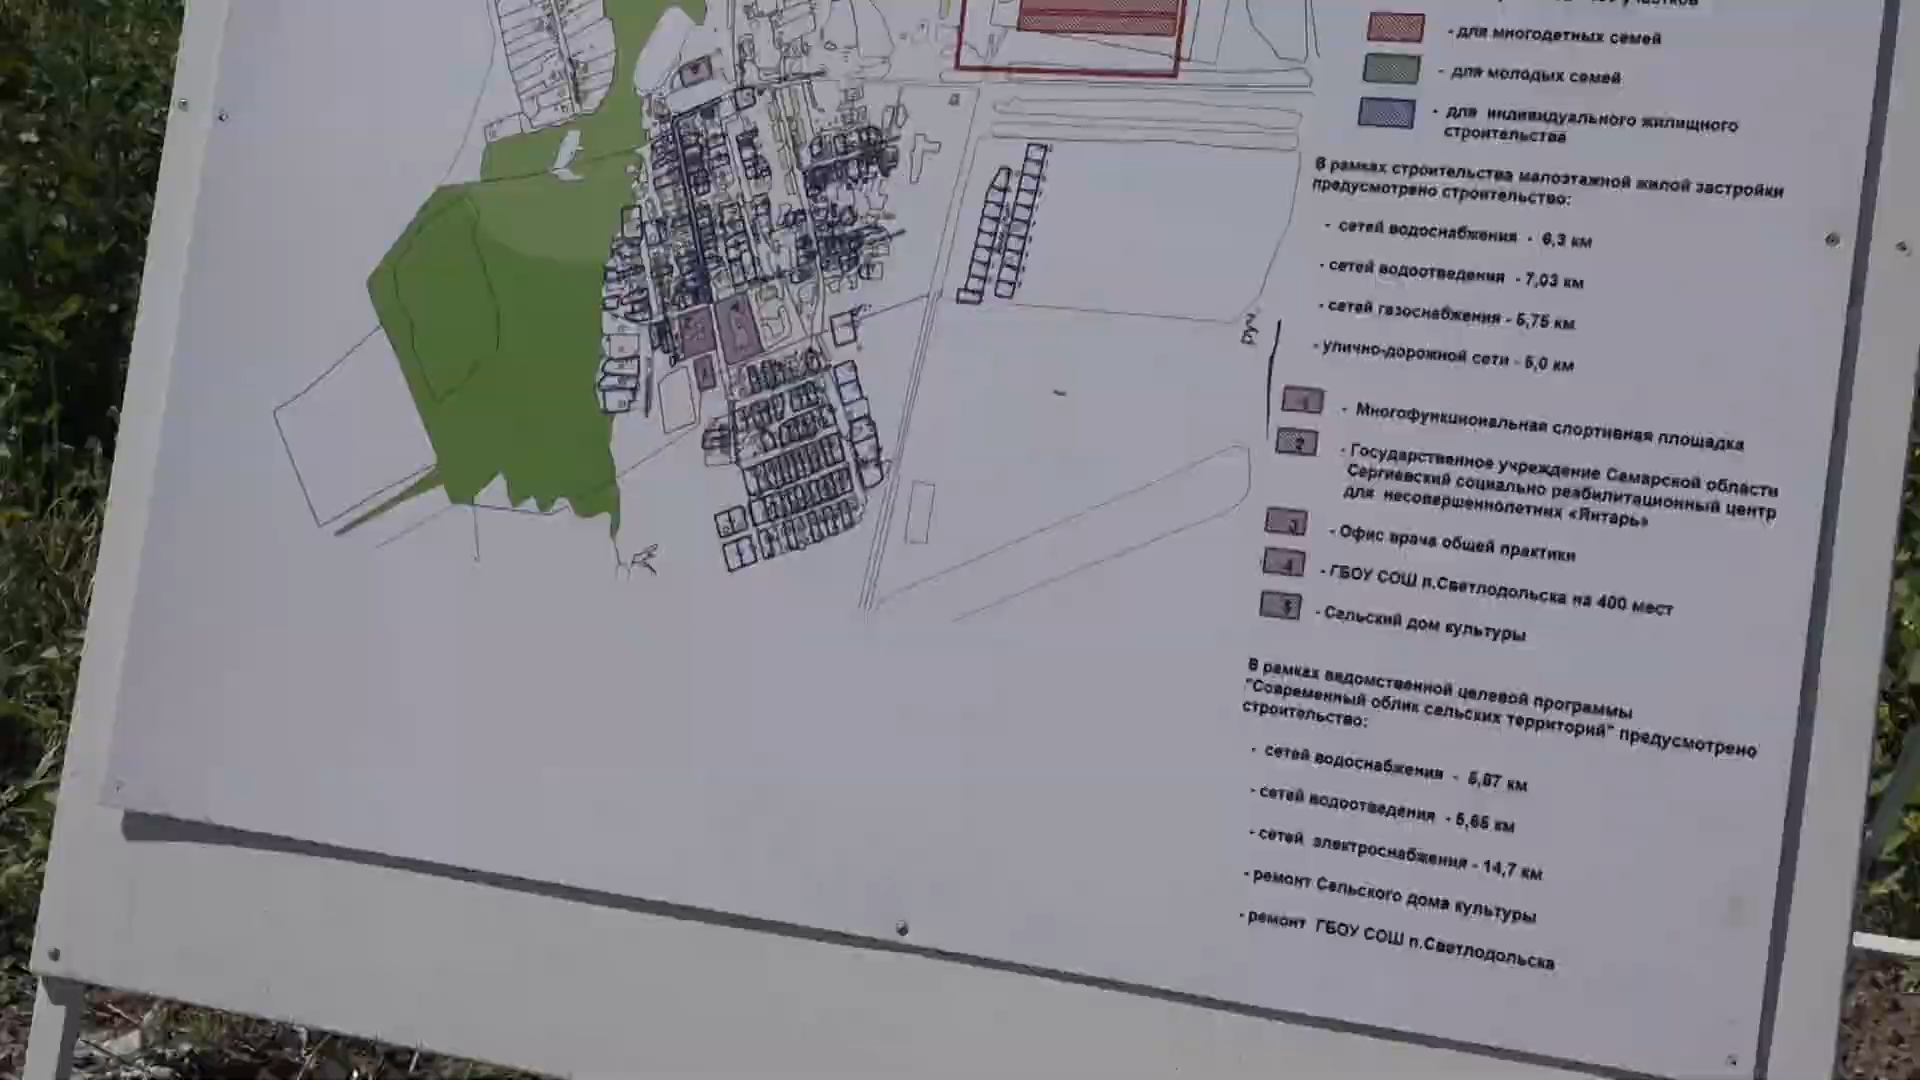 участков
- для многодетных семей
- для молодых семей
- для индивидуального жилищного
строительства
В рамках строительства малоэтажной жилой застройки
предусмотрено строительство:
- сетей водоснабжения - 6,3 км
- сетей водоотведения - 7,03 км
- сетей газоснабжения - 5,75 км
- улично-дорожной сети - 5,0 км
1 - Многофункциональная спортивная площадка
2 - Государственное учреждение Самарской области
Сергиевский социально реабилитационный центр
для несовершеннолетних «Янтарь»
3 - Офис врача общей практики
4 - ГБОУ СОШ п.Светлодольска на 400 мест
5 - Сельский дом культуры
В рамках ведомственной целевой программы
"Современный облик сельских территорий" предусмотрено
строительство:
- сетей водоснабжения - 5,87 км
- сетей водоотведения - 5,65 км
- сетей электроснабжения - 14,7 км
- ремонт Сельского дома культуры
- ремонт ГБОУ СОШ п.Светлодольска
руч.